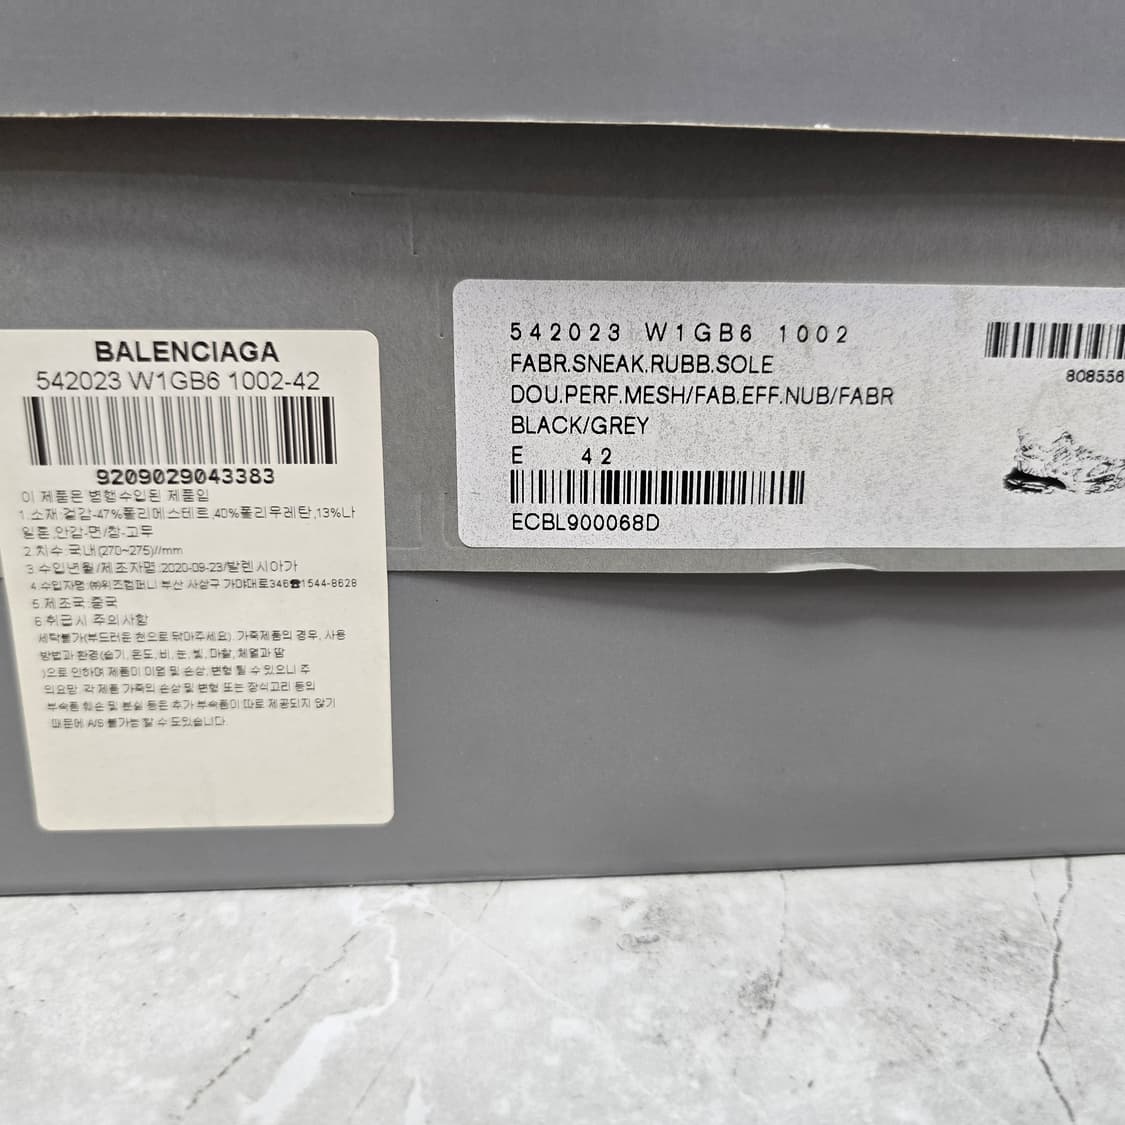 BALENCIAGA
542023 W1GB6 1002-42
9209029043383
이 제품은 병행수입된 제품임
1.소재:겉감-47%폴리에스테르,40%폴리우레탄,13%나
일론,안감-면/창-고무
2.치수:국내(270~275)//mm
3.수입년월/제조자명:2020-09-23/발렌시아가
4.수입자명:㈜위즈컴퍼니 부산 사상구 가야대로346☎1544-8628
5.제조국:중국
6.취급시 주의사항
세탁불가(부드러운 천으로 닦아주세요). 가죽제품의 경우, 사용
방법과 환경(습기, 온도, 비, 눈, 빛, 마찰, 체열과 땀
)으로 인하여 제품이 이염 및 손상, 변형 될 수 있으니 주
의요망. 각 제품 가죽의 손상 및 변형 또는 장식고리 등의
부속품 훼손 및 분실 등은 추가 부속품이 따로 제공되지 않기
때문에 A/S 불가능 할 수 도있습니다.
542023 W1GB6 1002
FABR.SNEAK.RUBB.SOLE
DOU.PERF.MESH/FAB.EFF.NUB/FABR
BLACK/GREY
E 42
ECBL900068D
808556